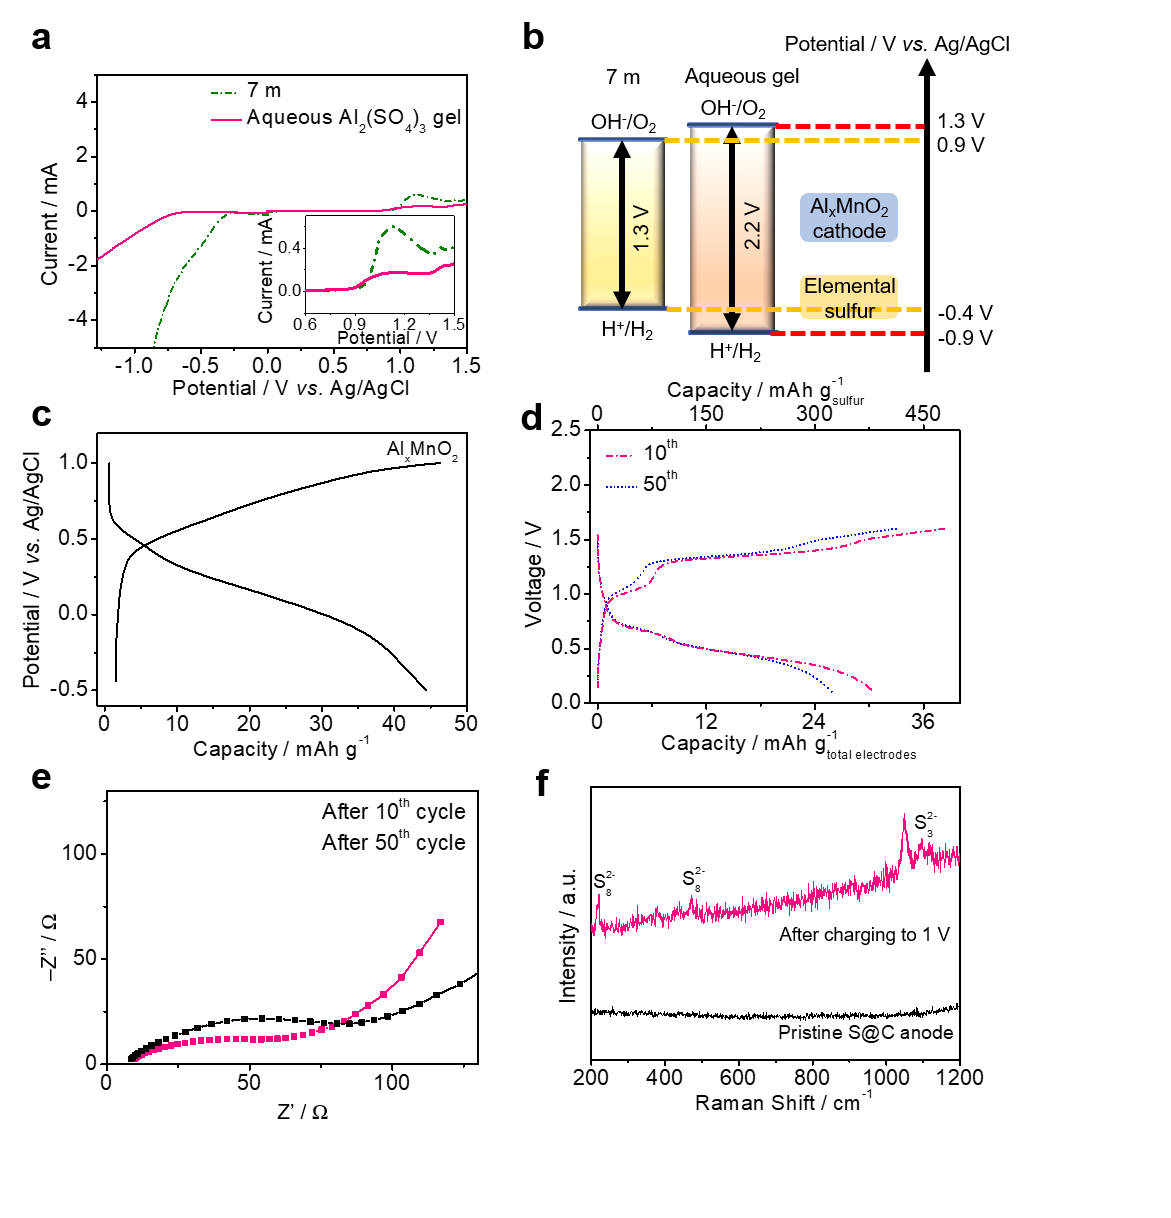 a
7 m
Aqueous Al2(SO4)3 gel
4
2
0
-2
-4
Current / mA
-1.0 -0.5 0.0 0.5 1.0 1.5
Potential / V vs. Ag/AgCl
0.4
0.0
Current / mA
0.6 0.9 1.2 1.5
Potential / V
b
Potential / V vs. Ag/AgCl
7 m
Aqueous gel
OH-/O2
OH-/O2
1.3 V
0.9 V
1.3 V
2.2 V
AlxMnO2
cathode
Elemental
sulfur
-0.4 V
-0.9 V
H+/H2
H+/H2
c
AlxMnO2
1.0
0.5
0.0
-0.5
Potential / V vs. Ag/AgCl
0 10 20 30 40 50
Capacity / mAh g-1
d
Capacity / mAh g-1sulfur
0 150 300 450
10th
50th
2.5
2.0
1.5
1.0
0.5
0.0
Voltage / V
0 12 24 36
Capacity / mAh g-1total electrodes
e
After 10th cycle
After 50th cycle
100
50
0
–Z’’ / Ω
0 50 100
Z’ / Ω
f
S82-
S82-
S32-
After charging to 1 V
Pristine S@C anode
Intensity / a.u.
200 400 600 800 1000 1200
Raman Shift / cm-1